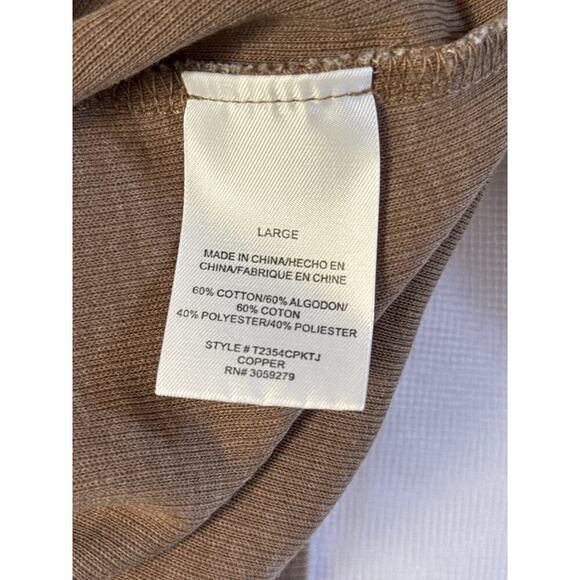 LARGE
MADE IN CHINA/HECHO EN
CHINA/FABRIQUE EN CHINE
60% COTTON/60% ALGODON/
60% COTON
40% POLYESTER/40% POLIESTER
STYLE # T2354CPKTJ
COPPER
RN# 3059279